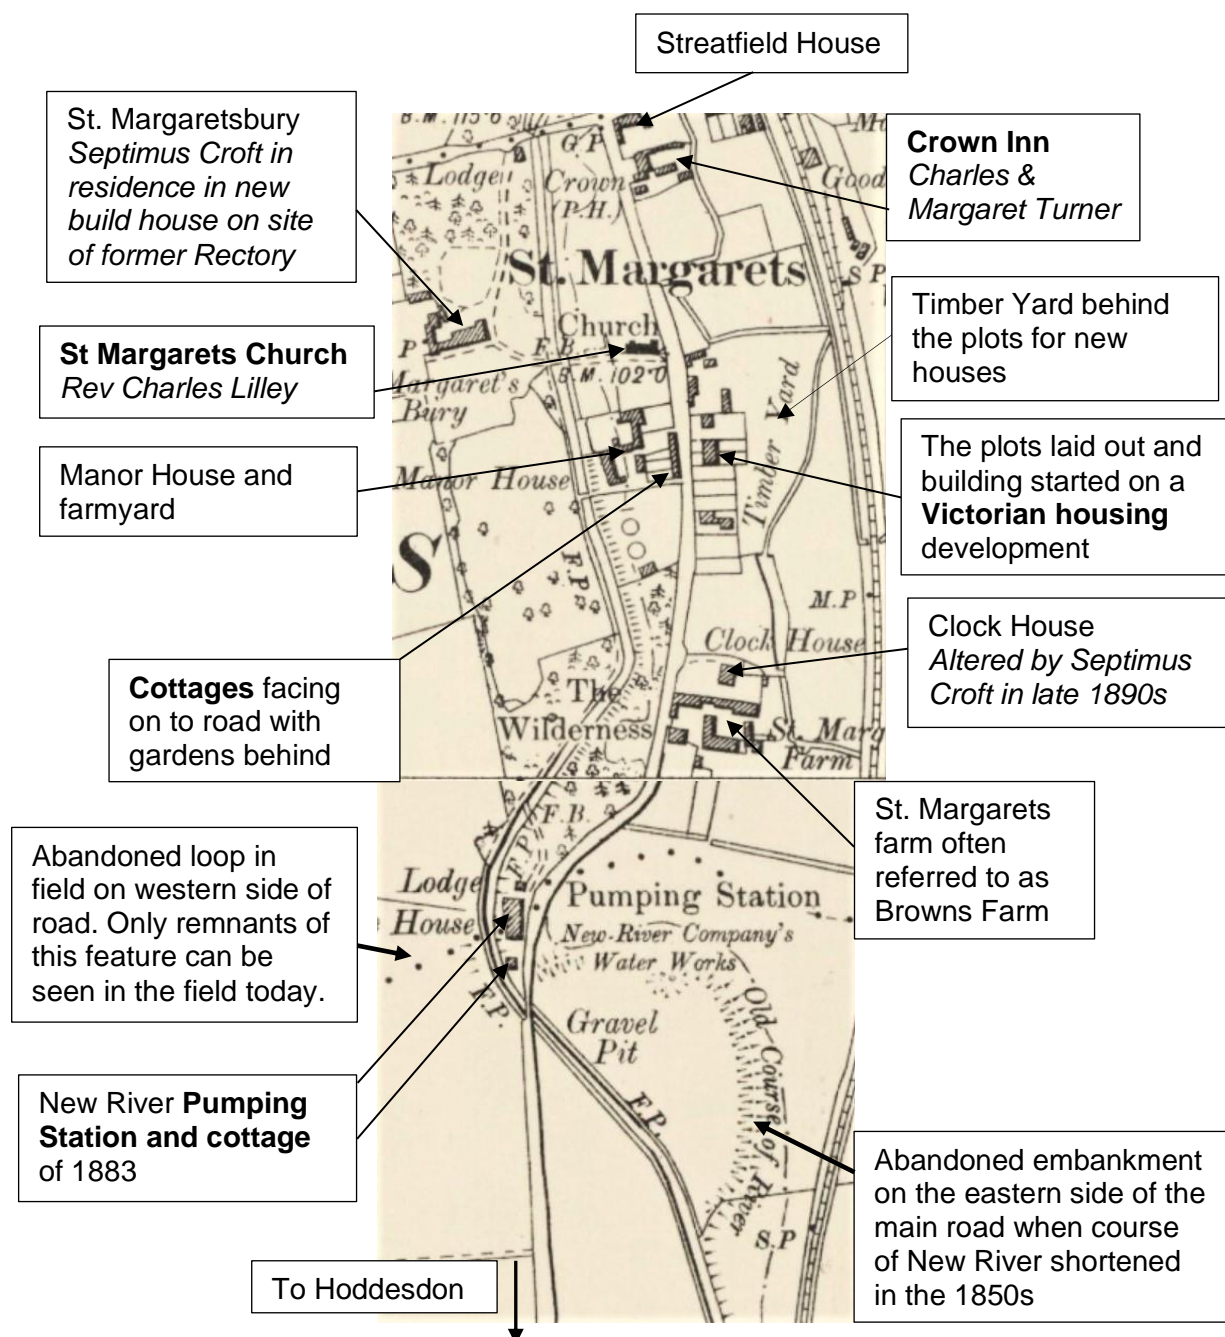 Streatfield House
St. Margaretsbury
Septimus Croft in
residence in new
build house on site
of former Rectory
Crown Inn
Charles &
Margaret Turner
St Margarets Church
Rev Charles Lilley
Timber Yard behind
the plots for new
houses
Manor House and
farmyard
The plots laid out and
building started on a
Victorian housing
development
Clock House
Altered by Septimus
Croft in late 1890s
Cottages facing
on to road with
gardens behind
St. Margarets
farm often
referred to as
Browns Farm
Abandoned loop in
field on western side of
road. Only remnants of
this feature can be
seen in the field today.
New River Pumping
Station and cottage
of 1883
Abandoned embankment
on the eastern side of the
main road when course
of New River shortened
in the 1850s
To Hoddesdon
B.M. 115·6
G.P
Lodge
Crown
(P.H.)
Good
S.P
St. Margarets
Church
P
F.B.
B.M. 102·0
Margaret's
Bury
Timber Yard
Manor House
S
F.P.
M.P
Clock House
The
Wilderness
St. Marg
Farm
F.B.
F.P.
Lodge
House
Pumping Station
New River Company's
Water Works
F.P.
Gravel
Pit
Old Course of River
F.P.
S.P